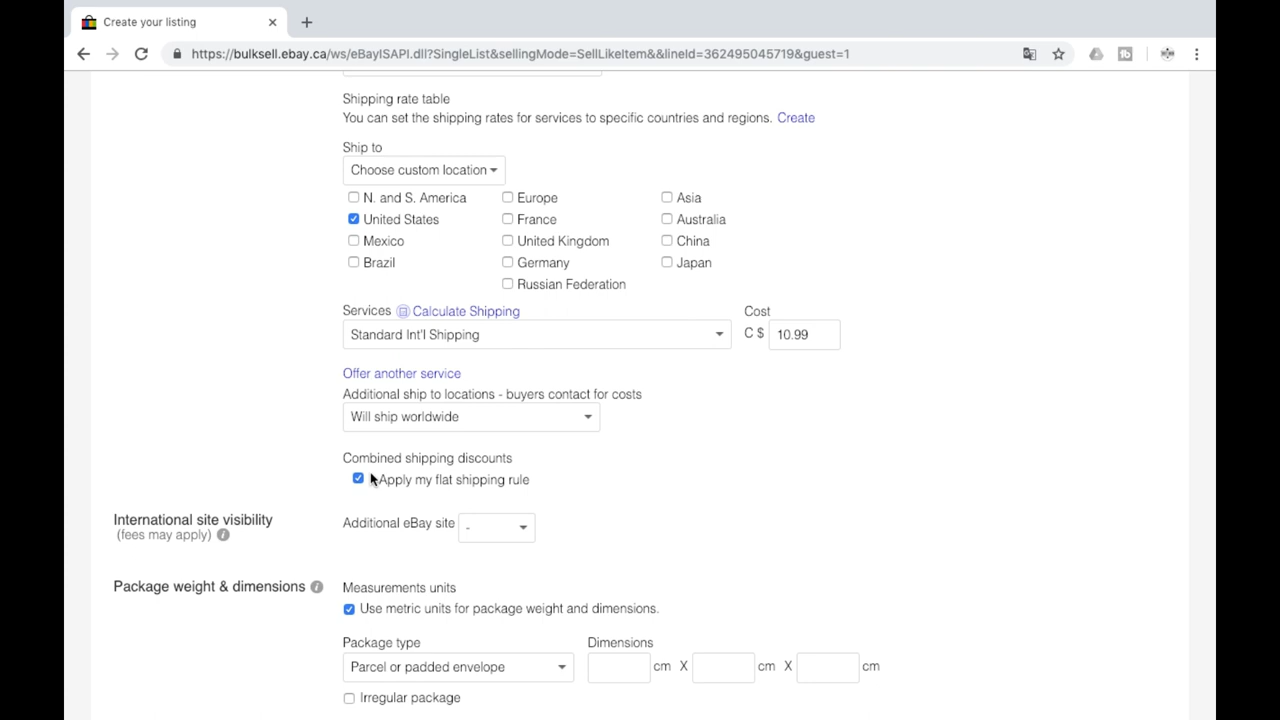 Create your listing
https://bulksell.ebay.ca/ws/eBayISAPI.dll?SingleList&sellingMode=SellLikeItem&&lineId=362495045719&guest=1
Shipping rate table
You can set the shipping rates for services to specific countries and regions. Create
Ship to
Choose custom location
N. and S. America Europe Asia
United States France Australia
Mexico United Kingdom China
Brazil Germany Japan
Russian Federation
Services Calculate Shipping Cost
Standard Int'l Shipping C $ 10.99
Offer another service
Additional ship to locations - buyers contact for costs
Will ship worldwide
Combined shipping discounts
Apply my flat shipping rule
International site visibility Additional eBay site -
(fees may apply)
Package weight & dimensions Measurements units
Use metric units for package weight and dimensions.
Package type Dimensions
Parcel or padded envelope cm X cm X cm
Irregular package